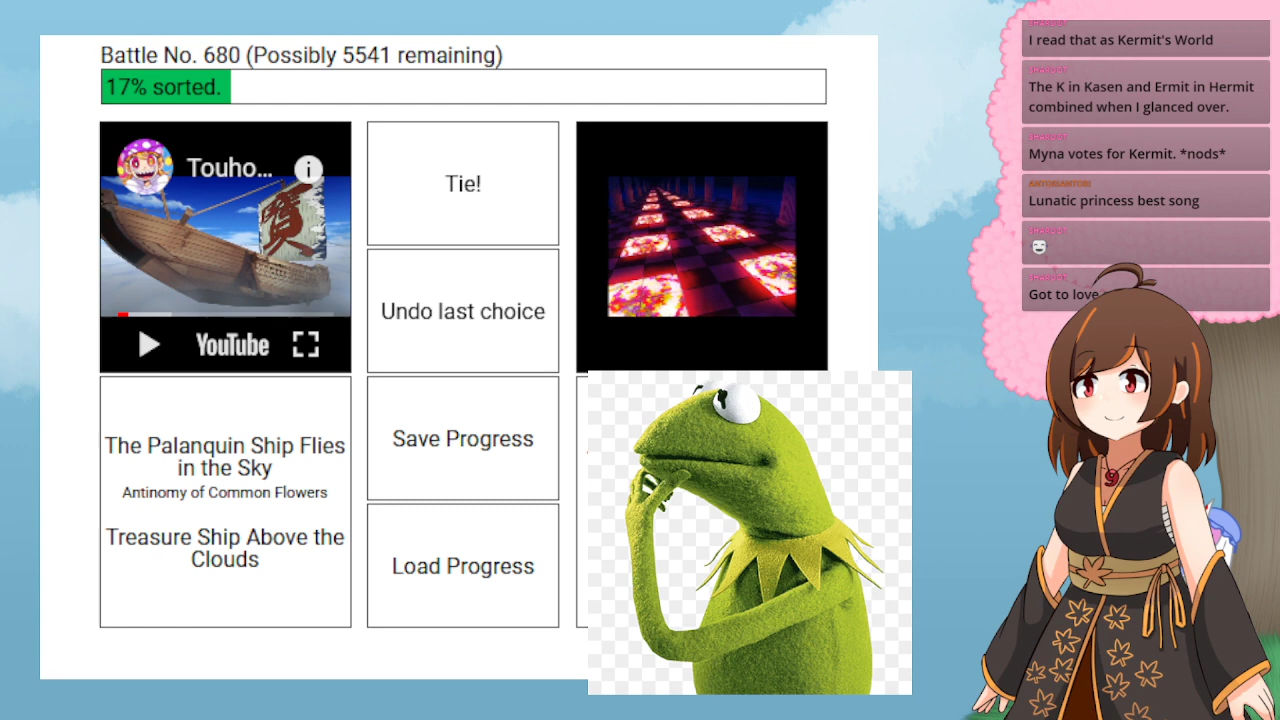 Battle No. 680 (Possibly 5541 remaining)
17% sorted.
Touho...
YouTube
The Palanquin Ship Flies
in the Sky
Antinomy of Common Flowers
Treasure Ship Above the
Clouds
Tie!
Undo last choice
Save Progress
Load Progress
I read that as Kermit's World
The K in Kasen and Ermit in Hermit
combined when I glanced over.
Myna votes for Kermit. *nods*
Lunatic princess best song
Got to love